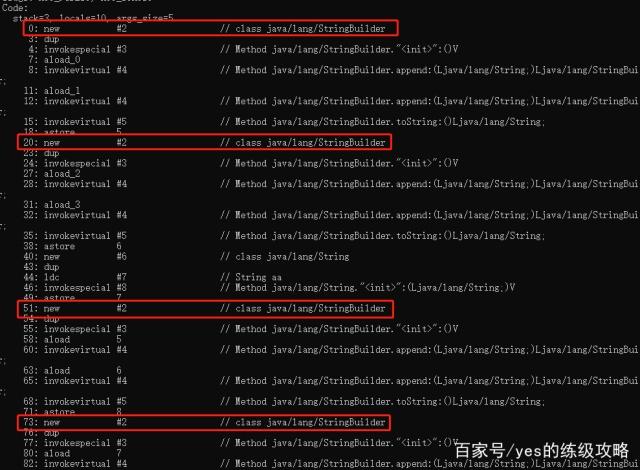 Code:
stack=3, locals=10, args_size=5
0: new #2 // class java/lang/StringBuilder
3: dup
4: invokespecial #3 // Method java/lang/StringBuilder."<init>":()V
7: aload_0
8: invokevirtual #4 // Method java/lang/StringBuilder.append:(Ljava/lang/String;)Ljava/lang/StringBui
r;
11: aload_1
12: invokevirtual #4 // Method java/lang/StringBuilder.append:(Ljava/lang/String;)Ljava/lang/StringBui
r;
15: invokevirtual #5 // Method java/lang/StringBuilder.toString:()Ljava/lang/String;
18: astore 5
20: new #2 // class java/lang/StringBuilder
23: dup
24: invokespecial #3 // Method java/lang/StringBuilder."<init>":()V
27: aload_2
28: invokevirtual #4 // Method java/lang/StringBuilder.append:(Ljava/lang/String;)Ljava/lang/StringBui
r;
31: aload_3
32: invokevirtual #4 // Method java/lang/StringBuilder.append:(Ljava/lang/String;)Ljava/lang/StringBui
r;
35: invokevirtual #5 // Method java/lang/StringBuilder.toString:()Ljava/lang/String;
38: astore 6
40: new #6 // class java/lang/String
43: dup
44: ldc #7 // String aa
46: invokespecial #8 // Method java/lang/String."<init>":(Ljava/lang/String;)V
49: astore 7
51: new #2 // class java/lang/StringBuilder
54: dup
55: invokespecial #3 // Method java/lang/StringBuilder."<init>":()V
58: aload 5
60: invokevirtual #4 // Method java/lang/StringBuilder.append:(Ljava/lang/String;)Ljava/lang/StringBui
r;
63: aload 6
65: invokevirtual #4 // Method java/lang/StringBuilder.append:(Ljava/lang/String;)Ljava/lang/StringBui
r;
68: invokevirtual #5 // Method java/lang/StringBuilder.toString:()Ljava/lang/String;
71: astore 8
73: new #2 // class java/lang/StringBuilder
76: dup
77: invokespecial #3 // Method java/lang/StringBuilder."<init>":()V
80: aload 7
82: invokevirtual #4 // Method java/lang/StringBuilder.append:(Ljava/lang/String;)Ljava/lang/StringBui
百家号/yes的练级攻略